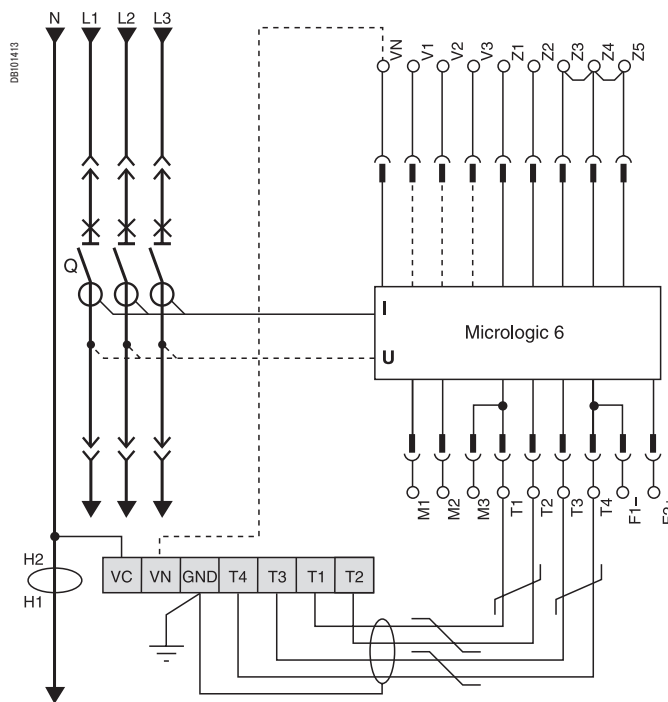 DB101413
N L1 L2 L3
VN V1 V2 V3 Z1 Z2 Z3 Z4 Z5
Q
I
Micrologic 6
U
M1 M2 M3 T1 T2 T3 T4 F1–
H2
H1
VC VN GND T4 T3 T1 T2